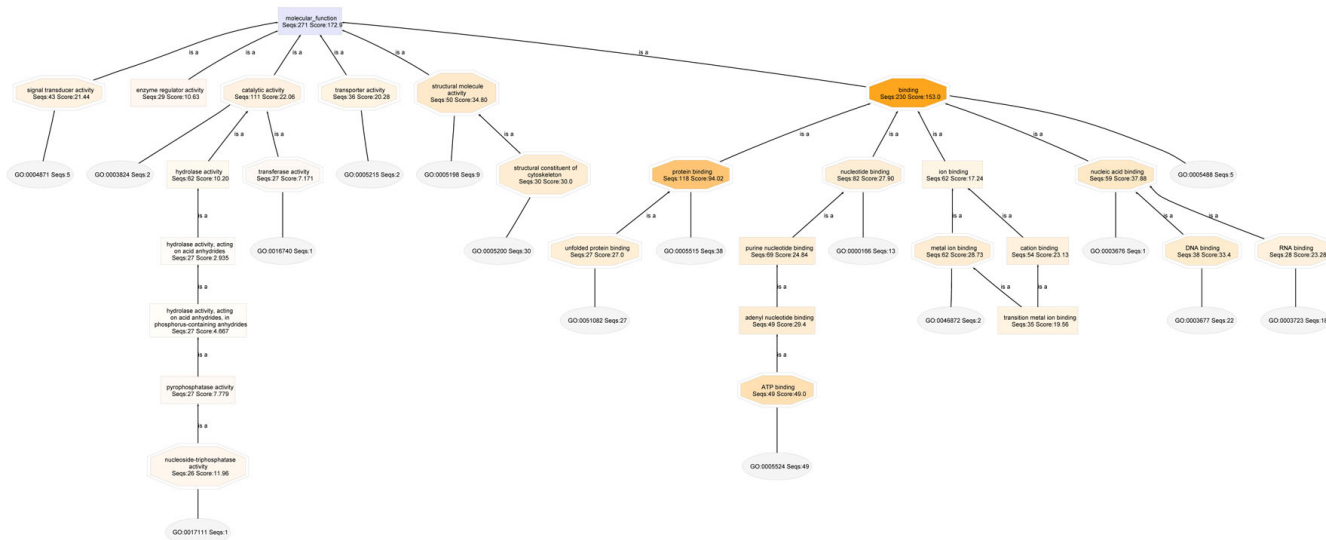 molecular_function
Seqs:271 Score:172.9
is a
is a
is a
is a
is a
is a
signal transducer activity
Seqs:43 Score:21.44
enzyme regulator activity
Seqs:29 Score:10.63
catalytic activity
Seqs:111 Score:22.06
transporter activity
Seqs:36 Score:20.28
structural molecule
activity
Seqs:50 Score:34.80
binding
Seqs:230 Score:153.0
is a
is a
is a
is a
is a
is a
is a
GO:0004871 Seqs:5
GO:0003824 Seqs:2
hydrolase activity
Seqs:62 Score:10.20
transferase activity
Seqs:27 Score:7.171
GO:0005215 Seqs:2
GO:0005198 Seqs:9
structural constituent of
cytoskeleton
Seqs:30 Score:30.0
protein binding
Seqs:118 Score:94.02
nucleotide binding
Seqs:82 Score:27.90
ion binding
Seqs:62 Score:17.24
nucleic acid binding
Seqs:59 Score:37.88
GO:0005488 Seqs:5
is a
is a
is a
is a
is a
is a
is a
hydrolase activity, acting
on acid anhydrides
Seqs:27 Score:2.935
GO:0016740 Seqs:1
GO:0005200 Seqs:30
unfolded protein binding
Seqs:27 Score:27.0
GO:0005515 Seqs:38
purine nucleotide binding
Seqs:69 Score:24.84
GO:0000166 Seqs:13
metal ion binding
Seqs:62 Score:28.73
cation binding
Seqs:54 Score:23.13
GO:0003676 Seqs:1
DNA binding
Seqs:38 Score:33.4
RNA binding
Seqs:28 Score:23.28
is a
is a
is a
is a
hydrolase activity, acting
on acid anhydrides, in
phosphorus-containing anhydrides
Seqs:27 Score:4.667
GO:0051082 Seqs:27
adenyl nucleotide binding
Seqs:49 Score:29.4
GO:0046872 Seqs:2
transition metal ion binding
Seqs:35 Score:19.56
GO:0003677 Seqs:22
GO:0003723 Seqs:18
is a
is a
pyrophosphatase activity
Seqs:27 Score:7.779
ATP binding
Seqs:49 Score:49.0
is a
nucleoside-triphosphatase
activity
Seqs:26 Score:11.96
GO:0005524 Seqs:49
GO:0017111 Seqs:1